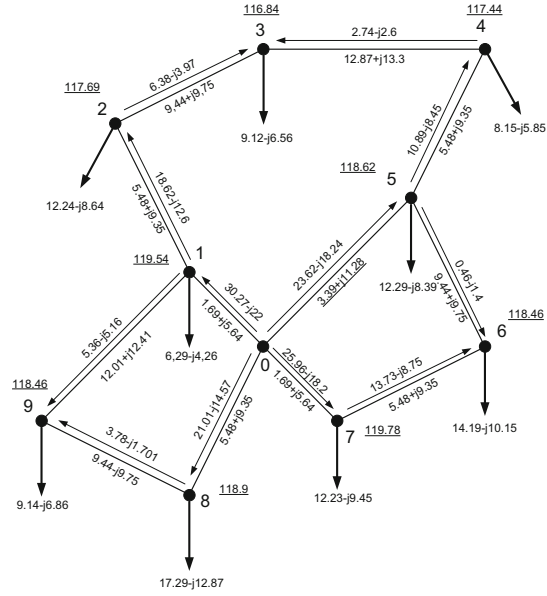 116.84
3
2.74-j2.6
12.87+j13.3
117.44
4
117.69
2
6.38-j3.97
9.44+j9.75
9.12-j6.56
10.89-j8.45
5.48+j9.35
8.15-j5.85
12.24-j8.64
18.62-j12.6
5.48+j9.35
118.62
5
119.54
1
23.62-j18.24
3.39+j11.28
12.29-j8.39
0.46-j1.4
9.44+j9.75
30.27-j22
1.69+j5.64
6
118.46
5.36-j5.16
12.01+j12.41
6,29-j4,26
0
25.96-j18.2
1.69+j5.64
13.73-j8.75
5.48+j9.35
118.46
9
21.01-j14.57
5.48+j9.35
7
119.78
14.19-j10.15
3.78-j1.701
9.44-j9.75
9.14-j6.86
8
118.9
12.23-j9.45
17.29-j12.87